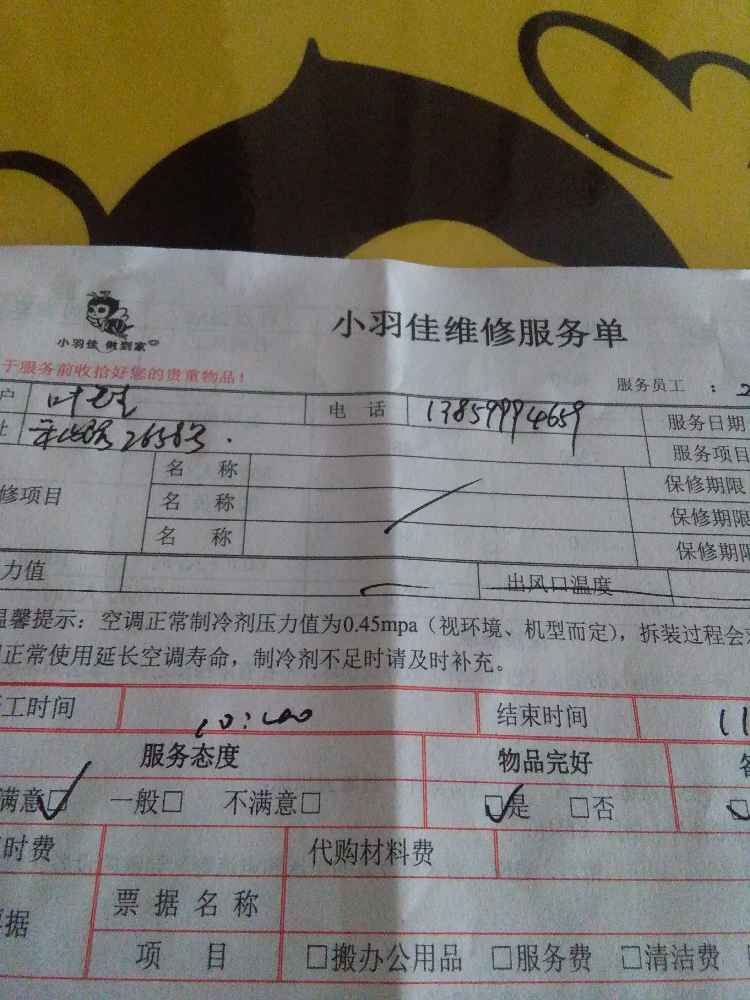 小羽佳 做到家
小羽佳维修服务单
于服务前收拾好您的贵重物品！
服务员工 ：
户 电 话 13859994659 服务日期
址 2658号. 服务项目
修项目 名 称 保修期限
名 称 保修期限
名 称 保修期限
力值 出风口温度
温馨提示：空调正常制冷剂压力值为0.45mpa（视环境、机型而定），拆装过程会
正常使用延长空调寿命，制冷剂不足时请及时补充。
工时间 10:00 结束时间 11
服务态度 物品完好
满意□ 一般□ 不满意□ □是 □否
时费 代购材料费
票据 票 据 名 称
项 目 □搬办公用品 □服务费 □清洁费